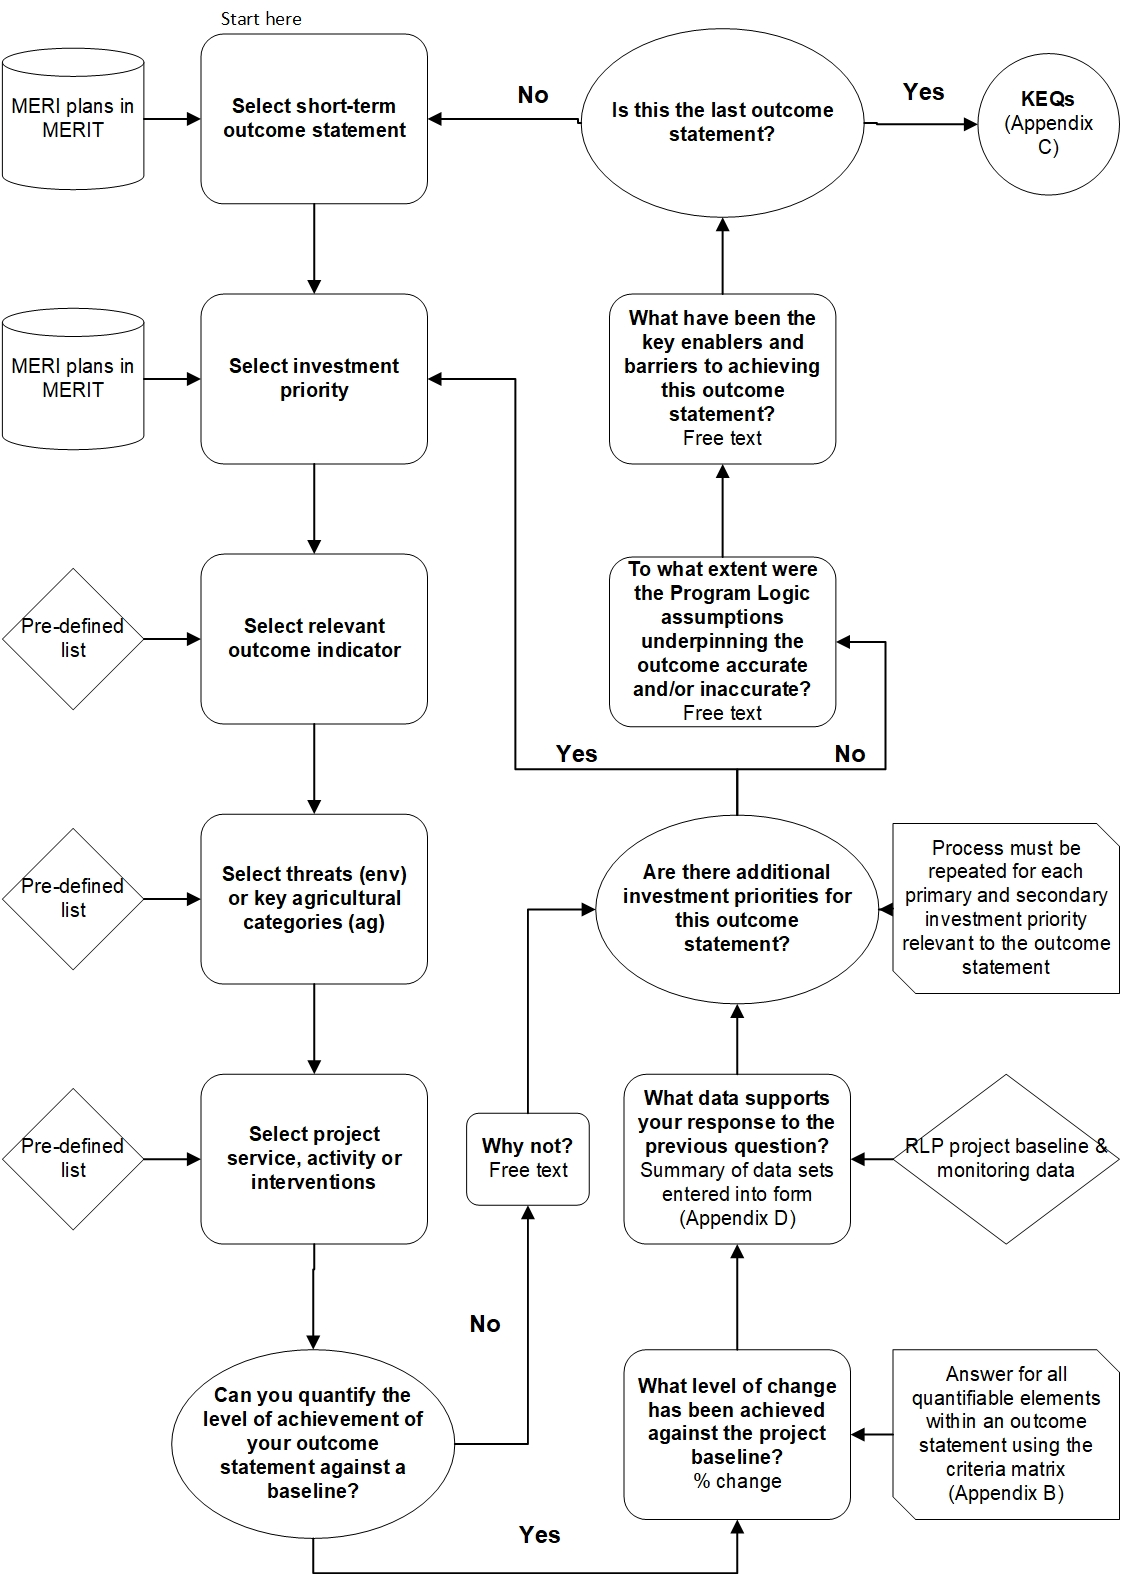 Start here
MERI plans in
MERIT
Select short-term
outcome statement
No
Is this the last outcome
statement?
Yes
KEQs
(Appendix
C)
MERI plans in
MERIT
Select investment
priority
What have been the
key enablers and
barriers to achieving
this outcome
statement?
Free text
Pre-defined
list
Select relevant
outcome indicator
To what extent were
the Program Logic
assumptions
underpinning the
outcome accurate
and/or inaccurate?
Free text
Yes
No
Pre-defined
list
Select threats (env)
or key agricultural
categories (ag)
Are there additional
investment priorities for
this outcome
statement?
Process must be
repeated for each
primary and secondary
investment priority
relevant to the outcome
statement
Pre-defined
list
Select project
service, activity or
interventions
Why not?
Free text
What data supports
your response to the
previous question?
Summary of data sets
entered into form
(Appendix D)
RLP project baseline &
monitoring data
No
Can you quantify the
level of achievement of
your outcome
statement against a
baseline?
What level of change
has been achieved
against the project
baseline?
% change
Answer for all
quantifiable elements
within an outcome
statement using the
criteria matrix
(Appendix B)
Yes